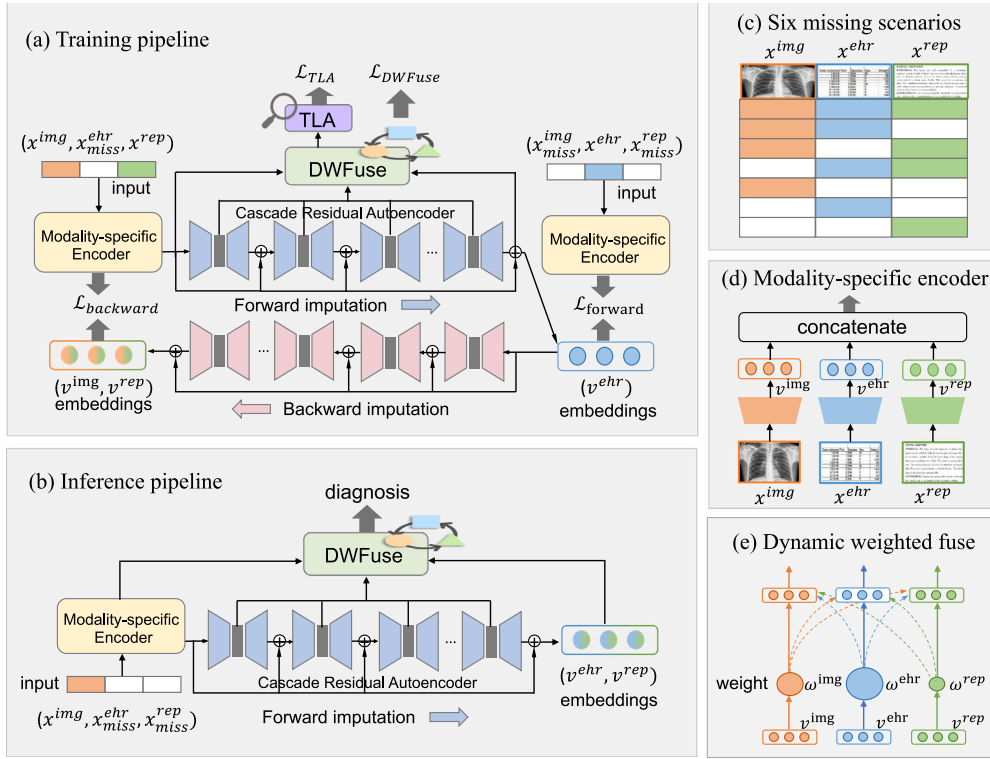 (a) Training pipeline
ℒ_TLA
ℒ_DWFuse
TLA
DWFuse
(x^img, x^ehr_miss, x^rep)
input
Modality-specific
Encoder
ℒ_backward
Cascade Residual Autoencoder
...
Forward imputation
(x^img_miss, x^ehr, x^rep_miss)
input
Modality-specific
Encoder
ℒ_forward
...
(v^img, v^rep)
embeddings
Backward imputation
(v^ehr)
embeddings
(b) Inference pipeline
diagnosis
DWFuse
Modality-specific
Encoder
input
(x^img, x^ehr_miss, x^rep_miss)
...
Cascade Residual Autoencoder
Forward imputation
(v^ehr, v^rep)
embeddings
(c) Six missing scenarios
x^img x^ehr x^rep
(d) Modality-specific encoder
concatenate
v^img v^ehr v^rep
x^img x^ehr x^rep
(e) Dynamic weighted fuse
weight ω^img ω^ehr ω^rep
v^img v^ehr v^rep